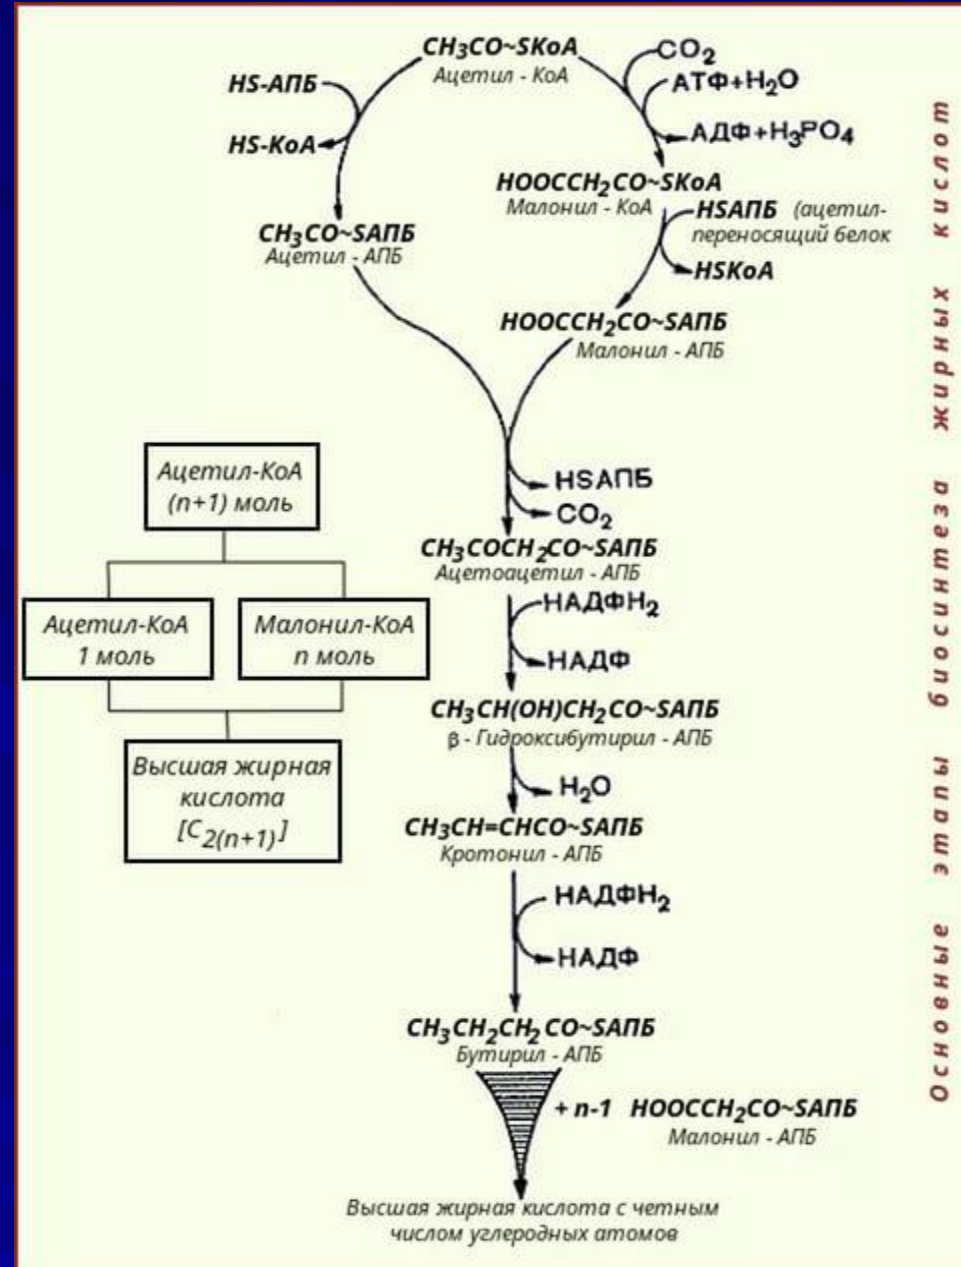 CH₃CO~SKoA
Ацетил - КоА
HS-АПБ
HS-KoA
CO₂
АТФ+H₂O
АДФ+H₃PO₄
HOOCCH₂CO~SKoA
Малонил - КоА
HSАПБ (ацетил-
переносящий белок
HSKoA
CH₃CO~SАПБ
Ацетил - АПБ
HOOCCH₂CO~SАПБ
Малонил - АПБ
HSАПБ
CO₂
CH₃COCH₂CO~SАПБ
Ацетоацетил - АПБ
НАДФН₂
НАДФ
CH₃CH(OH)CH₂CO~SАПБ
β - Гидроксибутирил - АПБ
H₂O
CH₃CH=CHCO~SАПБ
Кротонил - АПБ
НАДФН₂
НАДФ
CH₃CH₂CH₂CO~SАПБ
Бутирил - АПБ
+ n-1 HOOCCH₂CO~SАПБ
Малонил - АПБ
Высшая жирная кислота с четным
числом углеродных атомов
Ацетил-КоА
(n+1) моль
Ацетил-КоА
1 моль
Малонил-КоА
n моль
Высшая жирная
кислота
[C₂₍ₙ₊₁₎]
Основные этапы биосинтеза жирных кислот